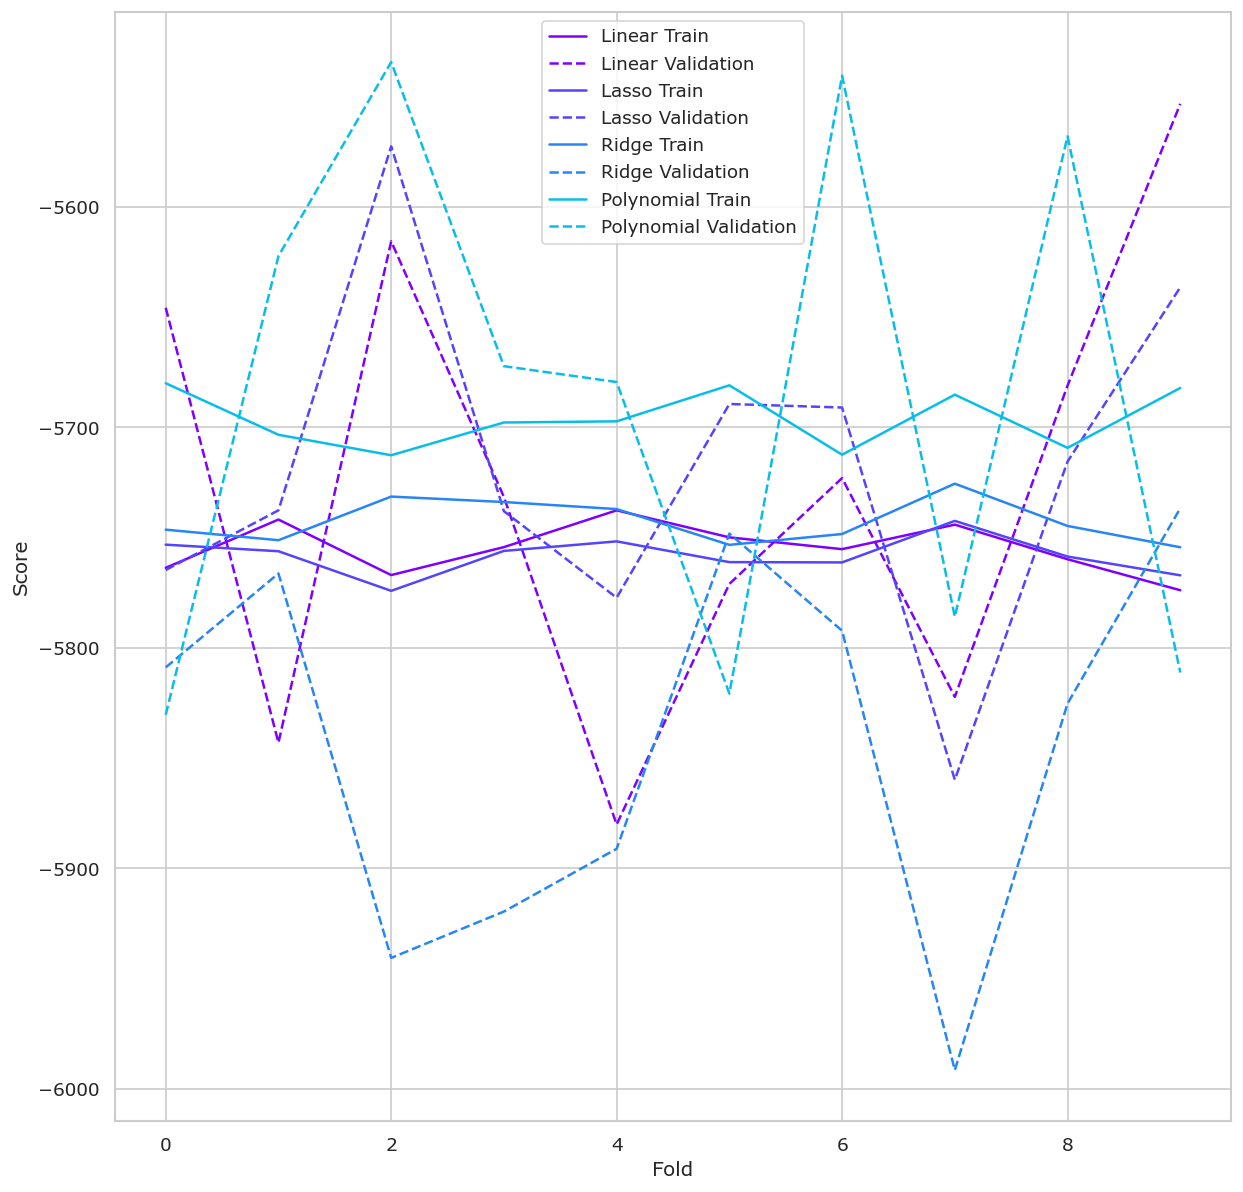 Linear Train
Linear Validation
Lasso Train
Lasso Validation
Ridge Train
Ridge Validation
Polynomial Train
Polynomial Validation
−5600
−5700
−5800
−5900
−6000
Score
0
2
4
6
8
Fold